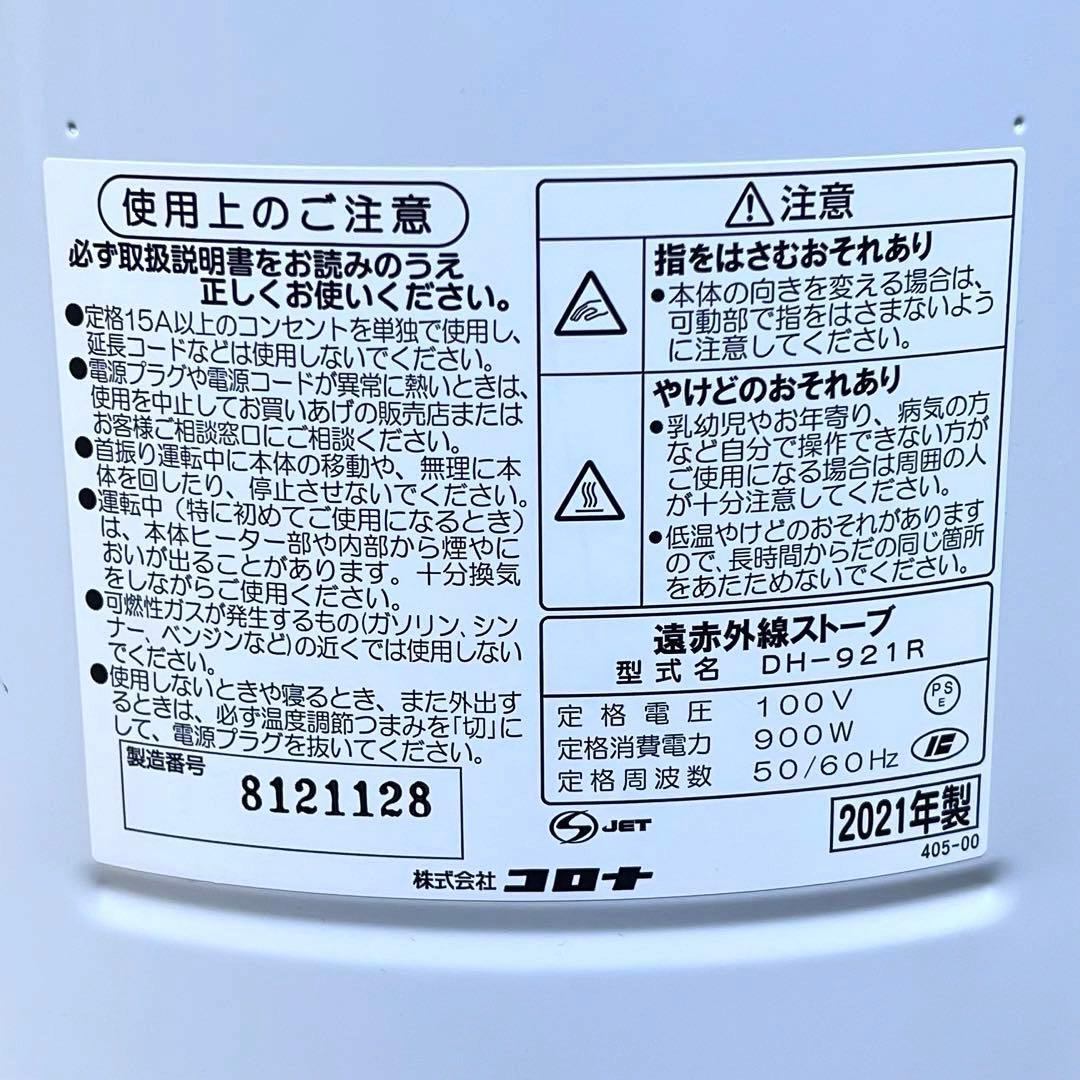 使用上のご注意
必ず取扱説明書をお読みのうえ
正しくお使いください。
●定格15A以上のコンセントを単独で使用し、
延長コードなどは使用しないでください。
●電源プラグや電源コードが異常に熱いときは、
使用を中止してお買いあげの販売店または
お客様ご相談窓口にご相談ください。
●首振り運転中に本体の移動や、無理に本
体を回したり、停止させないでください。
●運転中（特に初めてご使用になるとき）
は、本体ヒーター部や内部から煙やに
おいが出ることがあります。十分換気
をしながらご使用ください。
●可燃性ガスが発生するもの(ガソリン、シン
ナー、ベンジンなど)の近くでは使用しない
でください。
●使用しないときや寝るとき、また外出す
るときは、必ず温度調節つまみを「切」に
して、電源プラグを抜いてください。
製造番号
8121128
⚠注意
指をはさむおそれあり
●本体の向きを変える場合は、
可動部で指をはさまないよう
に注意してください。
やけどのおそれあり
●乳幼児やお年寄り、病気の方
など自分で操作できない方が
ご使用になる場合は周囲の人
が十分注意してください。
●低温やけどのおそれがあります
ので、長時間からだの同じ箇所
をあたためないでください。
遠赤外線ストーブ
型式名 DH-921R
定格電圧 100V
定格消費電力 900W
定格周波数 50/60Hz
PS
E
JET
2021年製
405-00
株式会社 コロナ